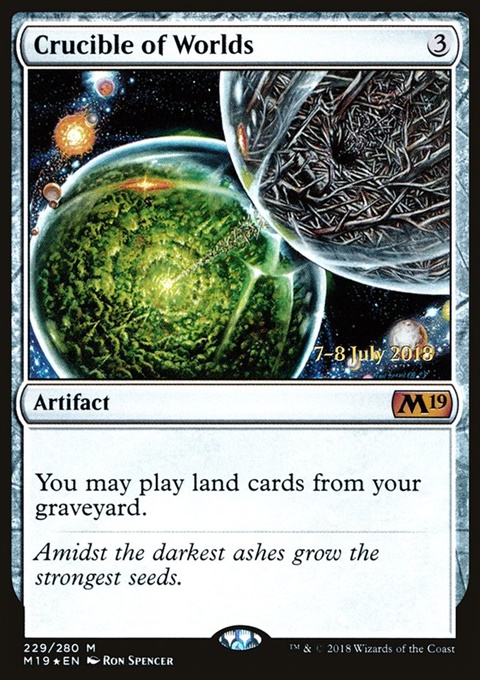 Crucible of Worlds 3
7–8 July 2018
Artifact M19
You may play land cards from your
graveyard.
Amidst the darkest ashes grow the
strongest seeds.
229/280 M
M19★EN Ron Spencer
™ & © 2018 Wizards of the Coast